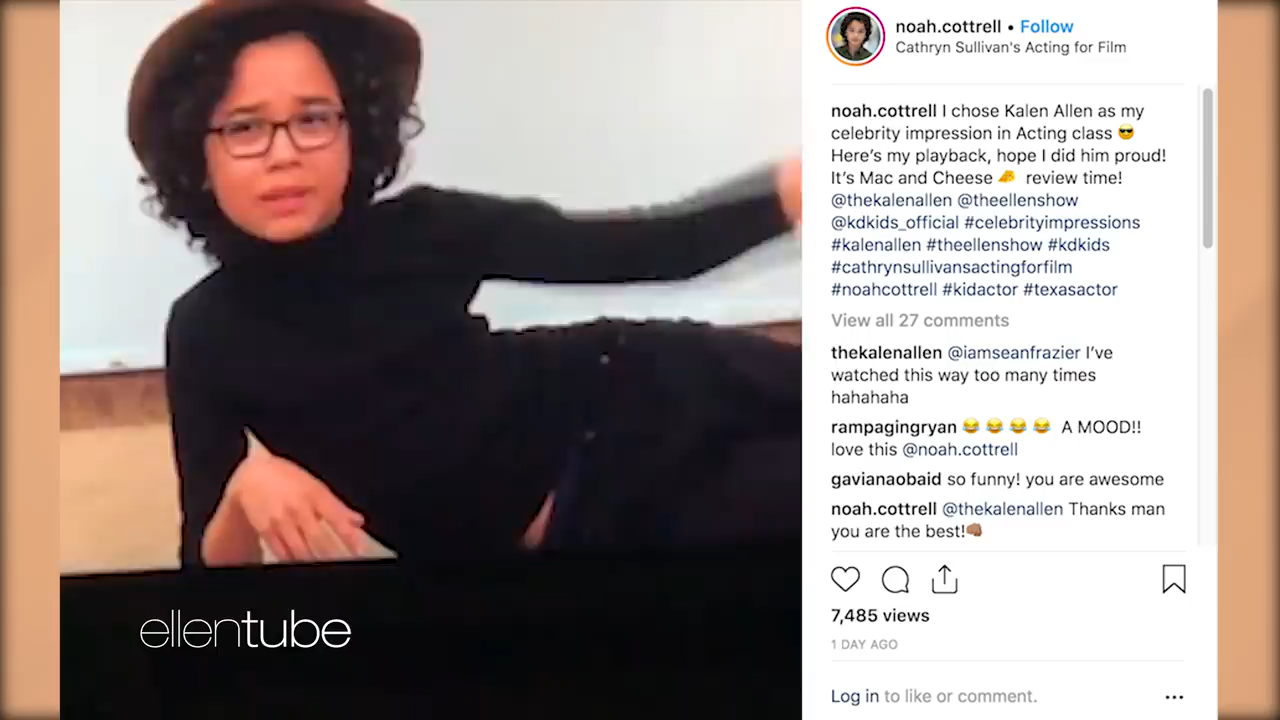 noah.cottrell • Follow
Cathryn Sullivan's Acting for Film
noah.cottrell I chose Kalen Allen as my
celebrity impression in Acting class 😎
Here's my playback, hope I did him proud!
It's Mac and Cheese 🧀 review time!
@thekalenallen @theellenshow
@kdkids_official #celebrityimpressions
#kalenallen #theellenshow #kdkids
#cathrynsullivansactingforfilm
#noahcottrell #kidactor #texasactor
View all 27 comments
thekalenallen @iamseanfrazier I've
watched this way too many times
hahahaha
rampagingryan 😂 😂 😂 😂 A MOOD!!
love this @noah.cottrell
gavianaobaid so funny! you are awesome
noah.cottrell @thekalenallen Thanks man
you are the best!👊🏽
7,485 views
1 DAY AGO
Log in to like or comment.
ellentube